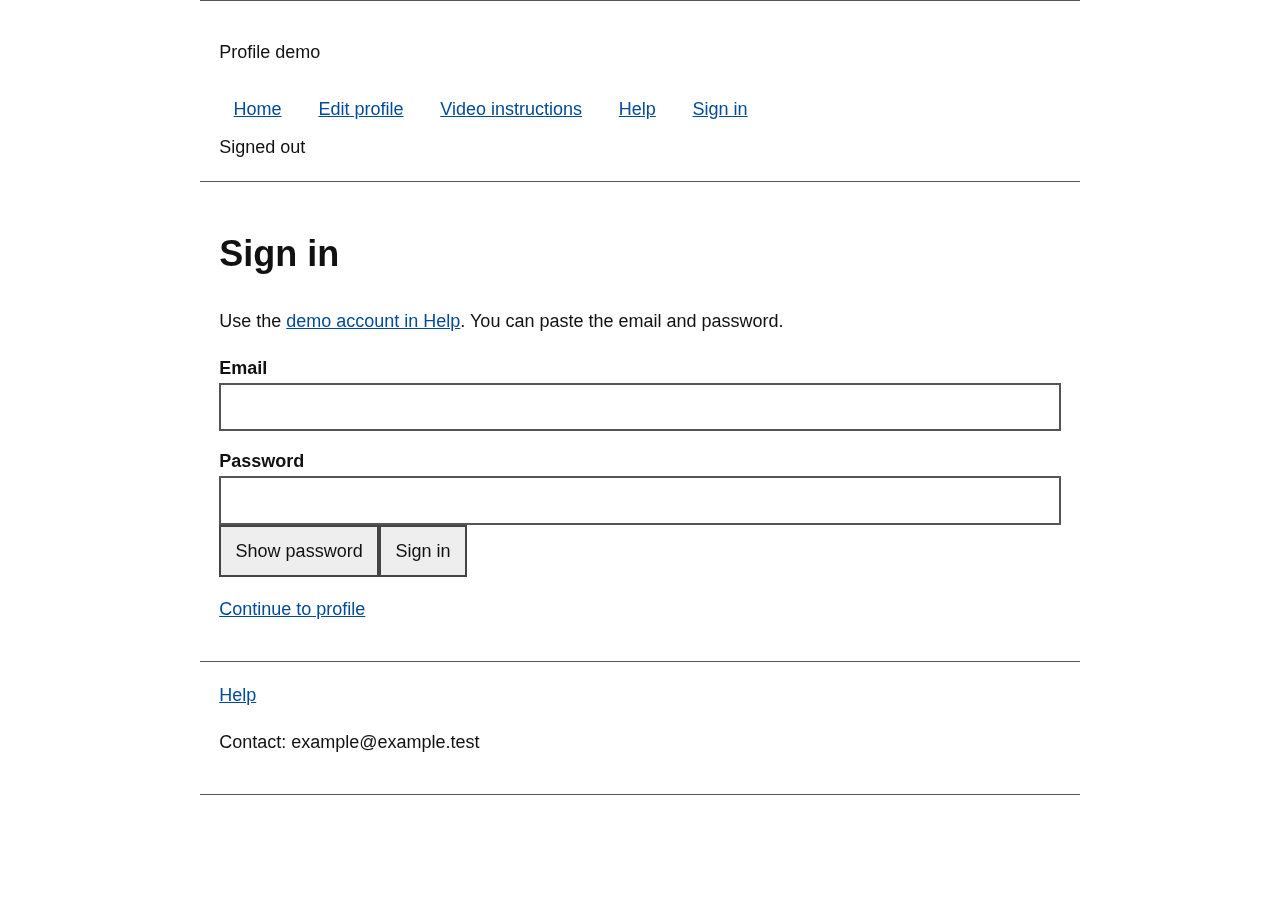 Profile demo
Home Edit profile Video instructions Help Sign in
Signed out
Sign in
Use the demo account in Help. You can paste the email and password.
Email
Password
Show password Sign in
Continue to profile
Help
Contact: example@example.test